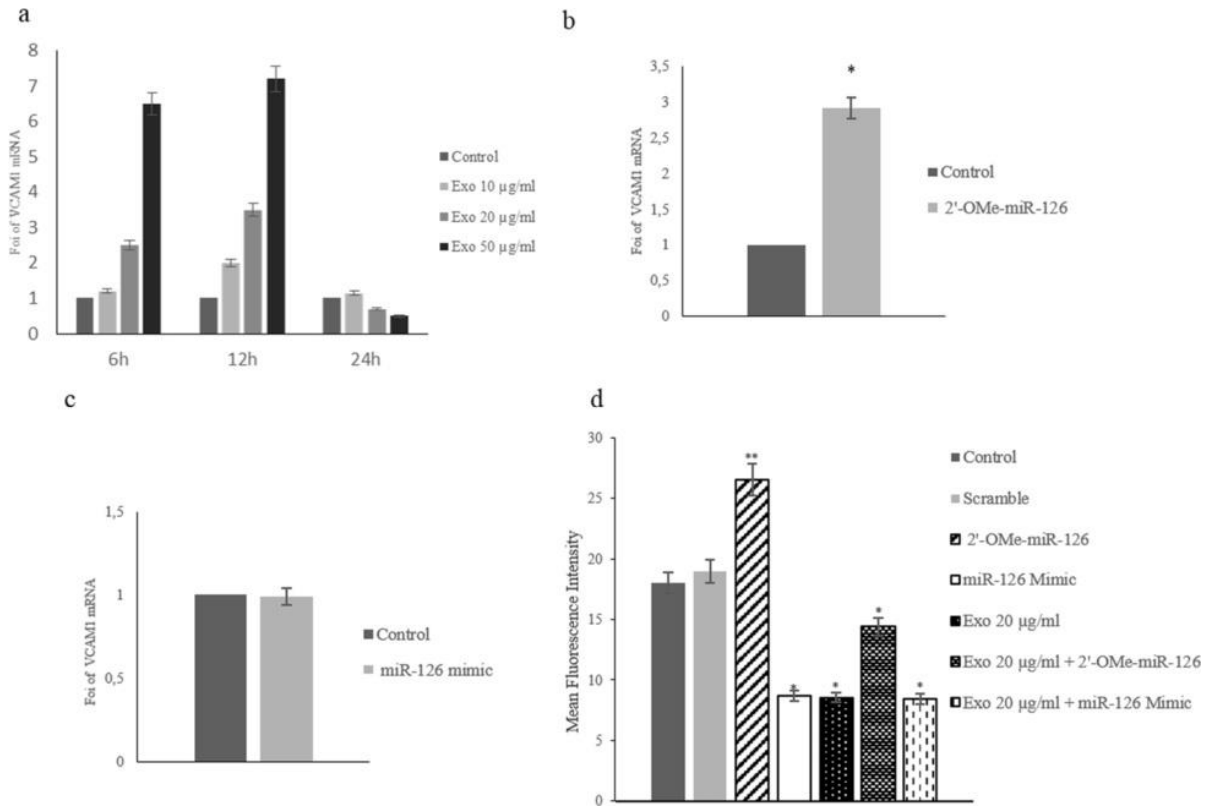 a
Foi of VCAM1 mRNA
8
7
6
5
4
3
2
1
0
6h
12h
24h
Control
Exo 10 µg/ml
Exo 20 µg/ml
Exo 50 µg/ml
b
Foi of VCAM1 mRNA
3,5
3
2,5
2
1,5
1
0,5
0
*
Control
2'-OMe-miR-126
c
Foi of VCAM1 mRNA
1,5
1
0,5
0
Control
miR-126 mimic
d
Mean Fluorescence Intensity
30
25
20
15
10
5
0
**
*
*
*
*
Control
Scramble
2'-OMe-miR-126
miR-126 Mimic
Exo 20 µg/ml
Exo 20 µg/ml + 2'-OMe-miR-126
Exo 20 µg/ml + miR-126 Mimic